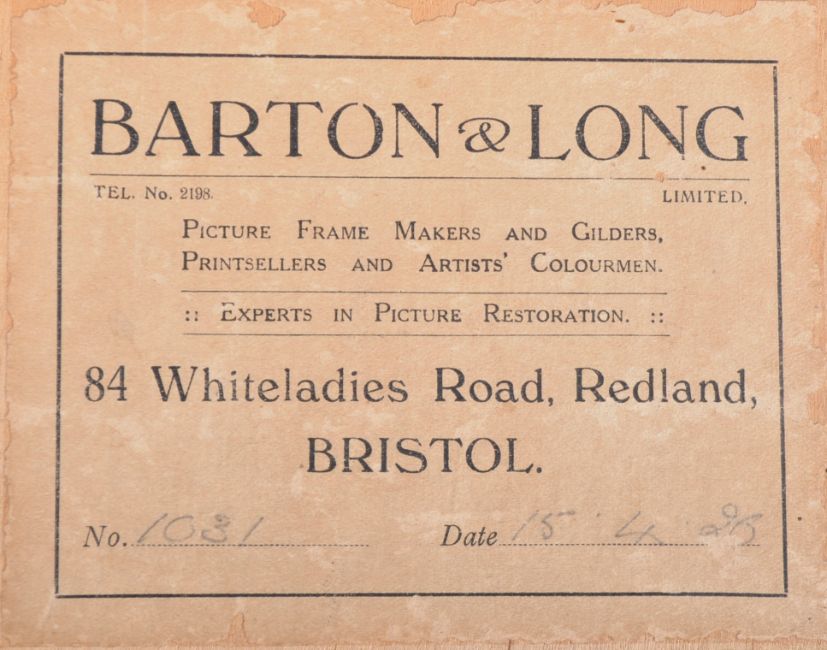 BARTON & LONG
TEL. No. 2198. LIMITED.
PICTURE FRAME MAKERS AND GILDERS,
PRINTSELLERS AND ARTISTS' COLOURMEN.
:: EXPERTS IN PICTURE RESTORATION. ::
84 Whiteladies Road, Redland,
BRISTOL.
No. 1031 Date 15 4